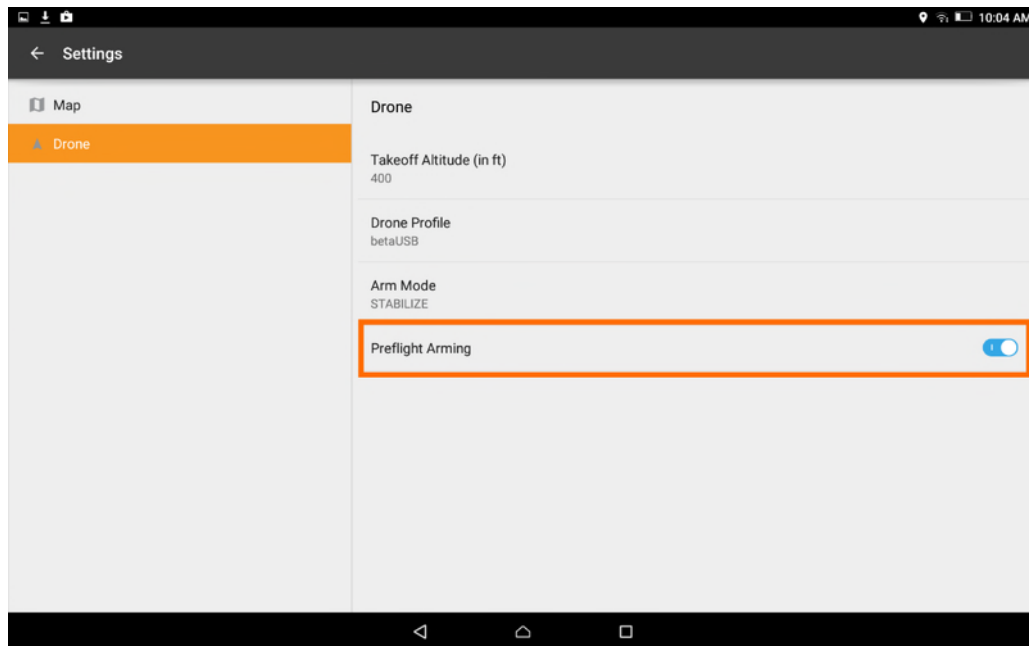 10:04 AM
Settings
Map
Drone
Drone
Takeoff Altitude (in ft)
400
Drone Profile
betaUSB
Arm Mode
STABILIZE
Preflight Arming